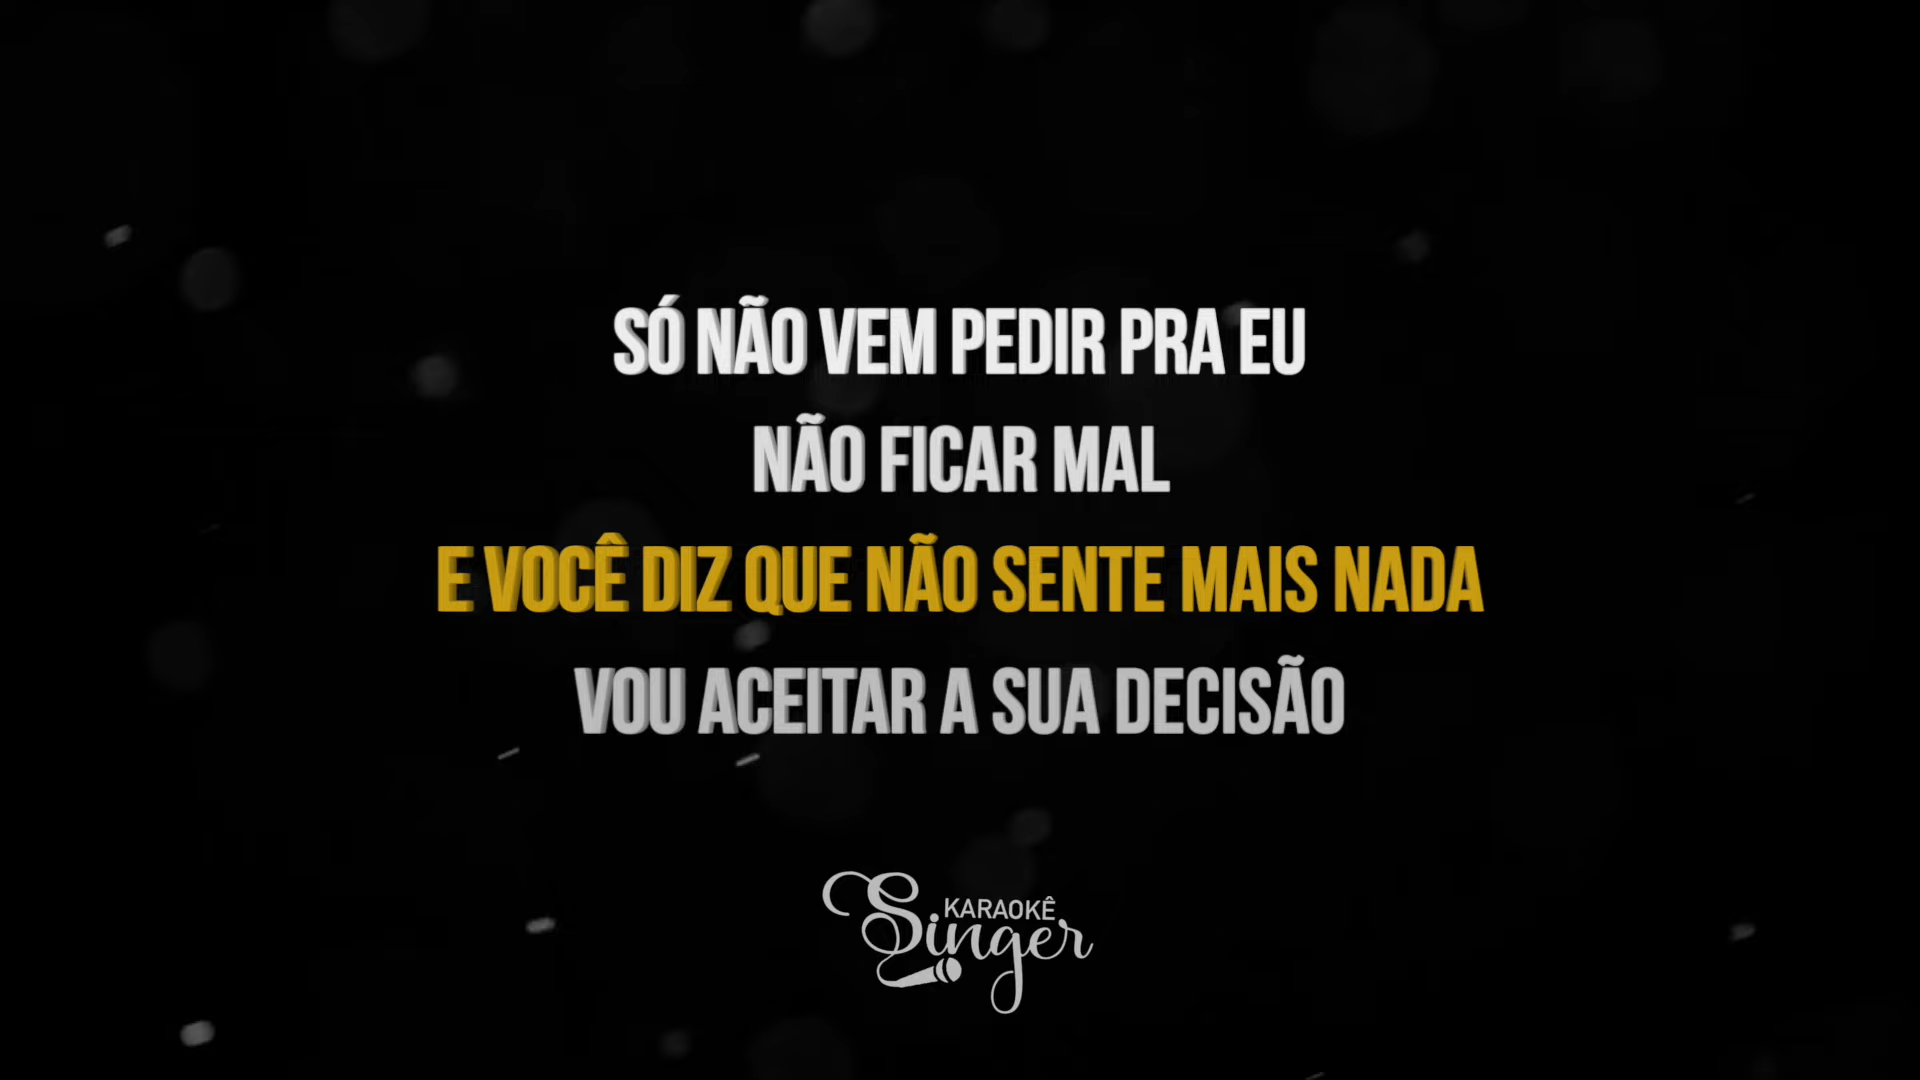 SÓ NÃO VEM PEDIR PRA EU
NÃO FICAR MAL
E VOCÊ DIZ QUE NÃO SENTE MAIS NADA
VOU ACEITAR A SUA DECISÃO
KARAOKÊ
Singer